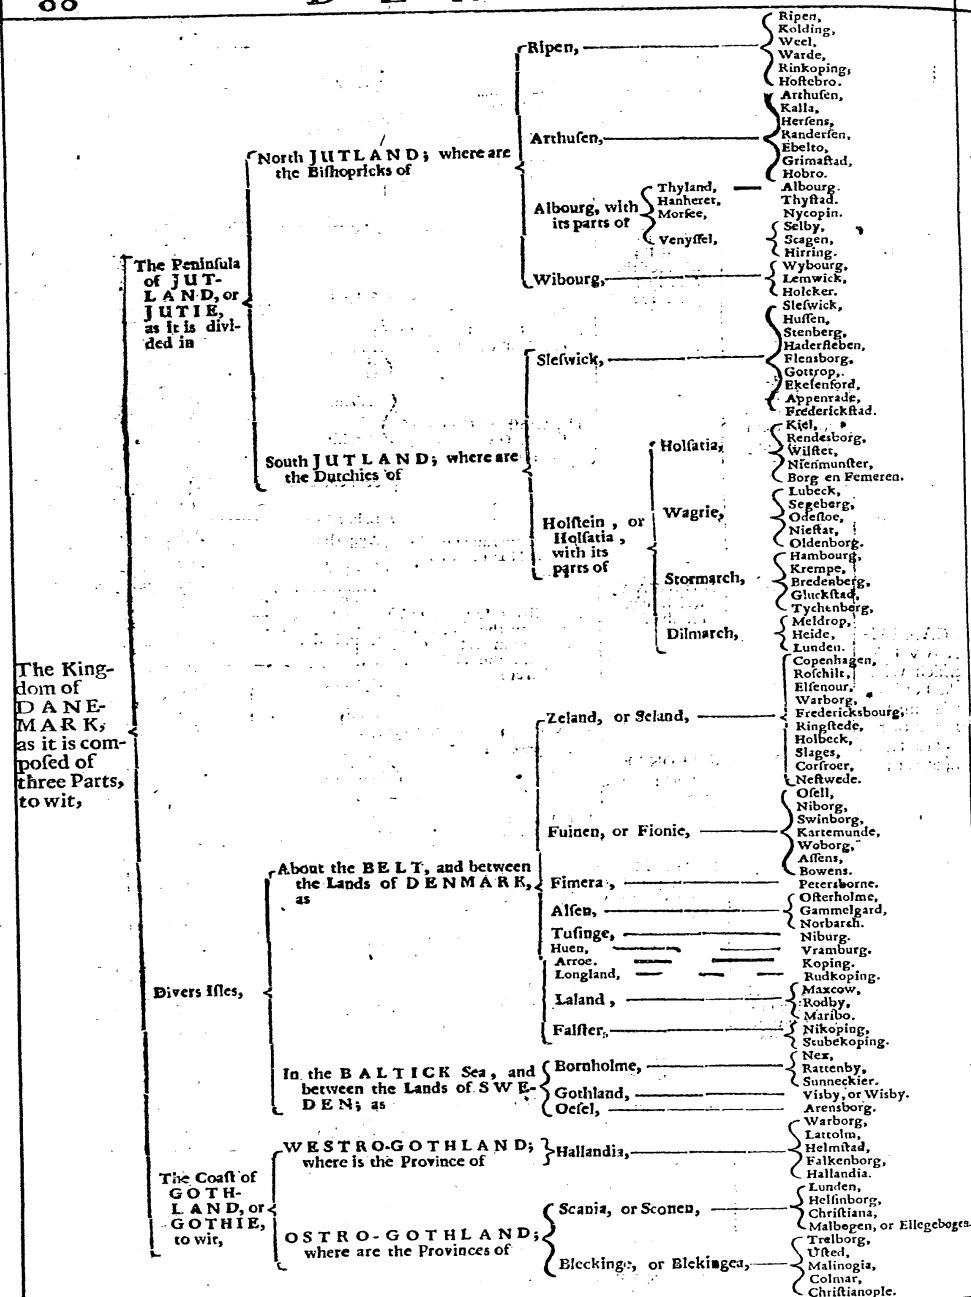 88
The King-
dom of
DANE-
MARK,
as it is com-
poſed of
three Parts,
to wit,
The Peninſula
of JUT-
LAND, or
JUTIE,
as it is divi-
ded in
North JUTLAND; where are
the Biſhopricks of
Ripen,
Ripen,
Kolding,
Weel,
Warde,
Rinkoping,
Hoſtebro.
Arthuſen,
Arthuſen,
Kalla,
Herſens,
Randerſen,
Ebelto,
Grimaſtad,
Hobro.
Albourg, with
its parts of
Thyland,
Albourg.
Thyſtad.
Hanherer,
Morſee,
Nycopin.
Venyſſel,
Selby,
Scagen,
Hirring.
Wibourg,
Wybourg,
Lemwick,
Holcker.
South JUTLAND; where are
the Dutchies of
Sleſwick,
Sleſwick,
Huſſen,
Stenberg,
Haderſleben,
Flensborg,
Gottrop,
Ekeſenford,
Appenrade,
Frederickſtad.
Holſtein, or
Holſatia,
with its
parts of
Holſatia,
Kiel,
Rendesborg,
Wilſter,
Nienmunſter,
Borg en Femeren.
Wagrie,
Lubeck,
Segeberg,
Odeſloe,
Nieſtat,
Oldenborg.
Stormarch,
Hambourg,
Krempe,
Bredenberg,
Gluckſtad,
Tychenberg,
Dilmarch,
Meldrop,
Heide,
Lunden.
Divers Iſles,
About the BELT, and between
the Lands of DENMARK,
as
Zeland, or Seland,
Copenhagen,
Roſchilt,
Elſenour,
Warborg,
Fredericksbourg,
Ringſtede,
Holbeck,
Slages,
Corſroer,
Neſtwede.
Fuinen, or Fionie,
Oſell,
Niborg,
Swinborg,
Kartemunde,
Woborg,
Aſſens,
Bowens.
Fimera,
Petersborne.
Alſen,
Oſterholme,
Gammelgard,
Norbarch.
Tuſinge,
Niburg.
Huen,
Vramburg.
Arroe.
Koping.
Longland,
Rudkoping.
Laland,
Maxcow,
Rodby,
Maribo.
Falſter,
Nikoping,
Stubekoping.
In the BALTICK Sea, and
between the Lands of SWE-
DEN; as
Bornholme,
Nex,
Rattenby,
Sunneckier.
Gothland,
Visby, or Wisby.
Oeſel,
Arensborg.
The Coaſt of
GOTH-
LAND, or
GOTHIE,
to wit,
WESTRO-GOTHLAND;
where is the Province of
Hallandia,
Warborg,
Lattolm,
Helmſtad,
Falkenborg,
Hallandia.
OSTRO-GOTHLAND;
where are the Provinces of
Scania, or Sconen,
Lunden,
Helſinborg,
Chriſtiana,
Malbogen, or Ellegebogen
Bleckinge, or Blekingea,
Trelborg,
Uſted,
Malinogia,
Colmar,
Chriſtianople.